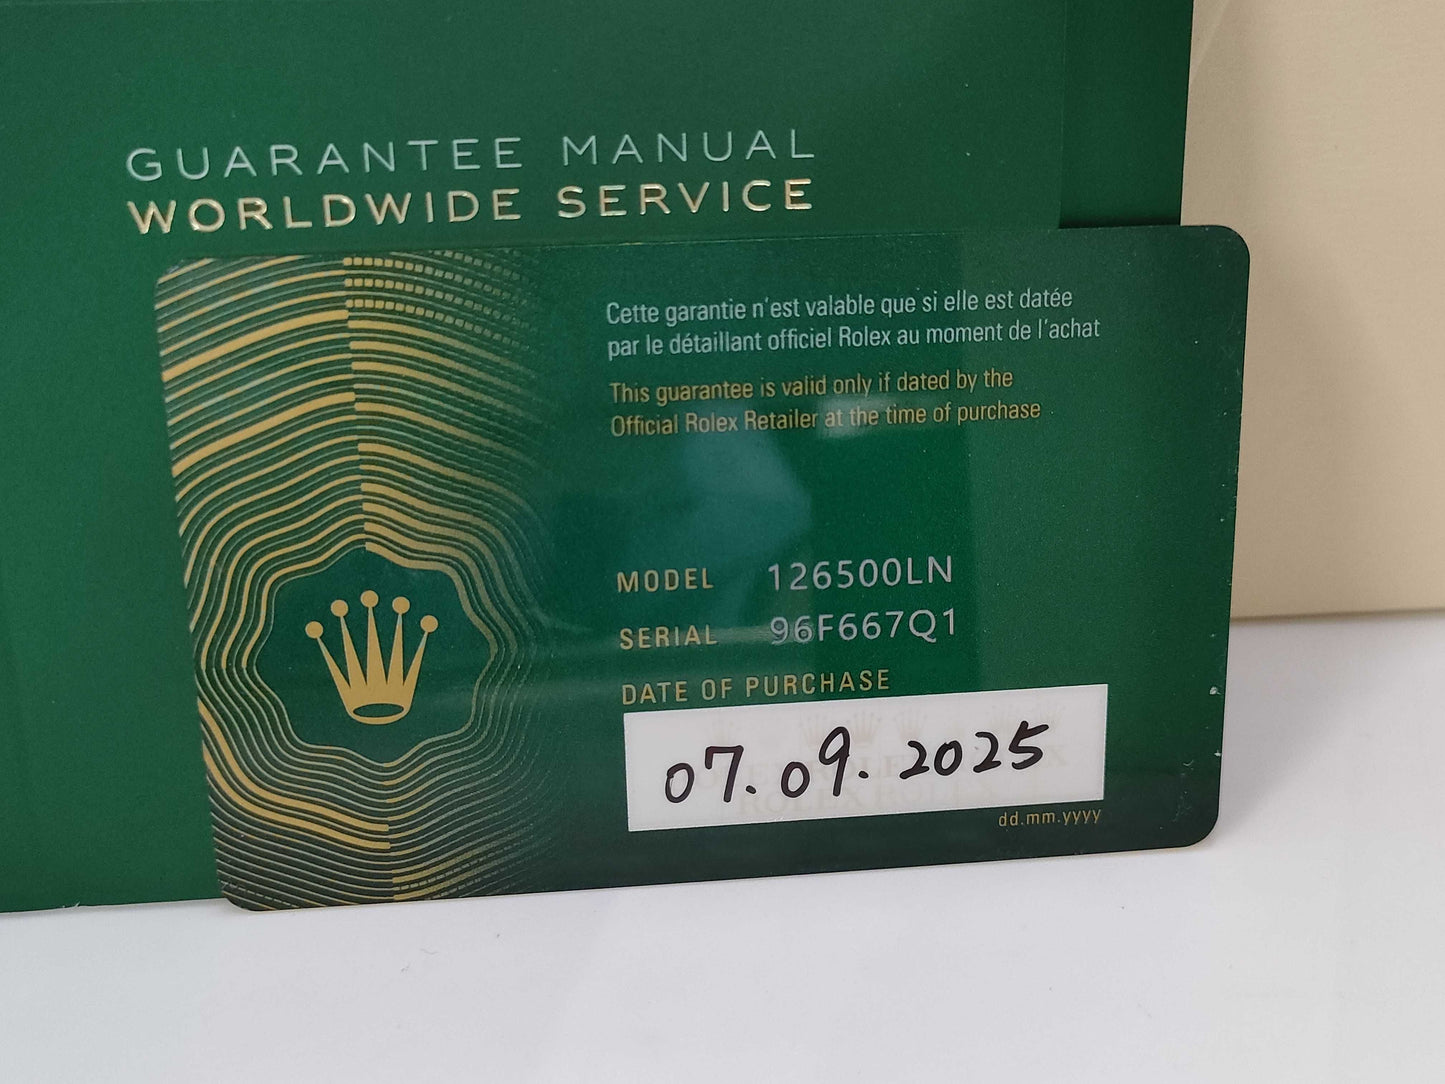 GUARANTEE MANUAL
WORLDWIDE SERVICE
Cette garantie n'est valable que si elle est datée
par le détaillant officiel Rolex au moment de l'achat
This guarantee is valid only if dated by the
Official Rolex Retailer at the time of purchase
MODEL 126500LN
SERIAL 96F667Q1
DATE OF PURCHASE
07.09.2025
dd.mm.yyyy